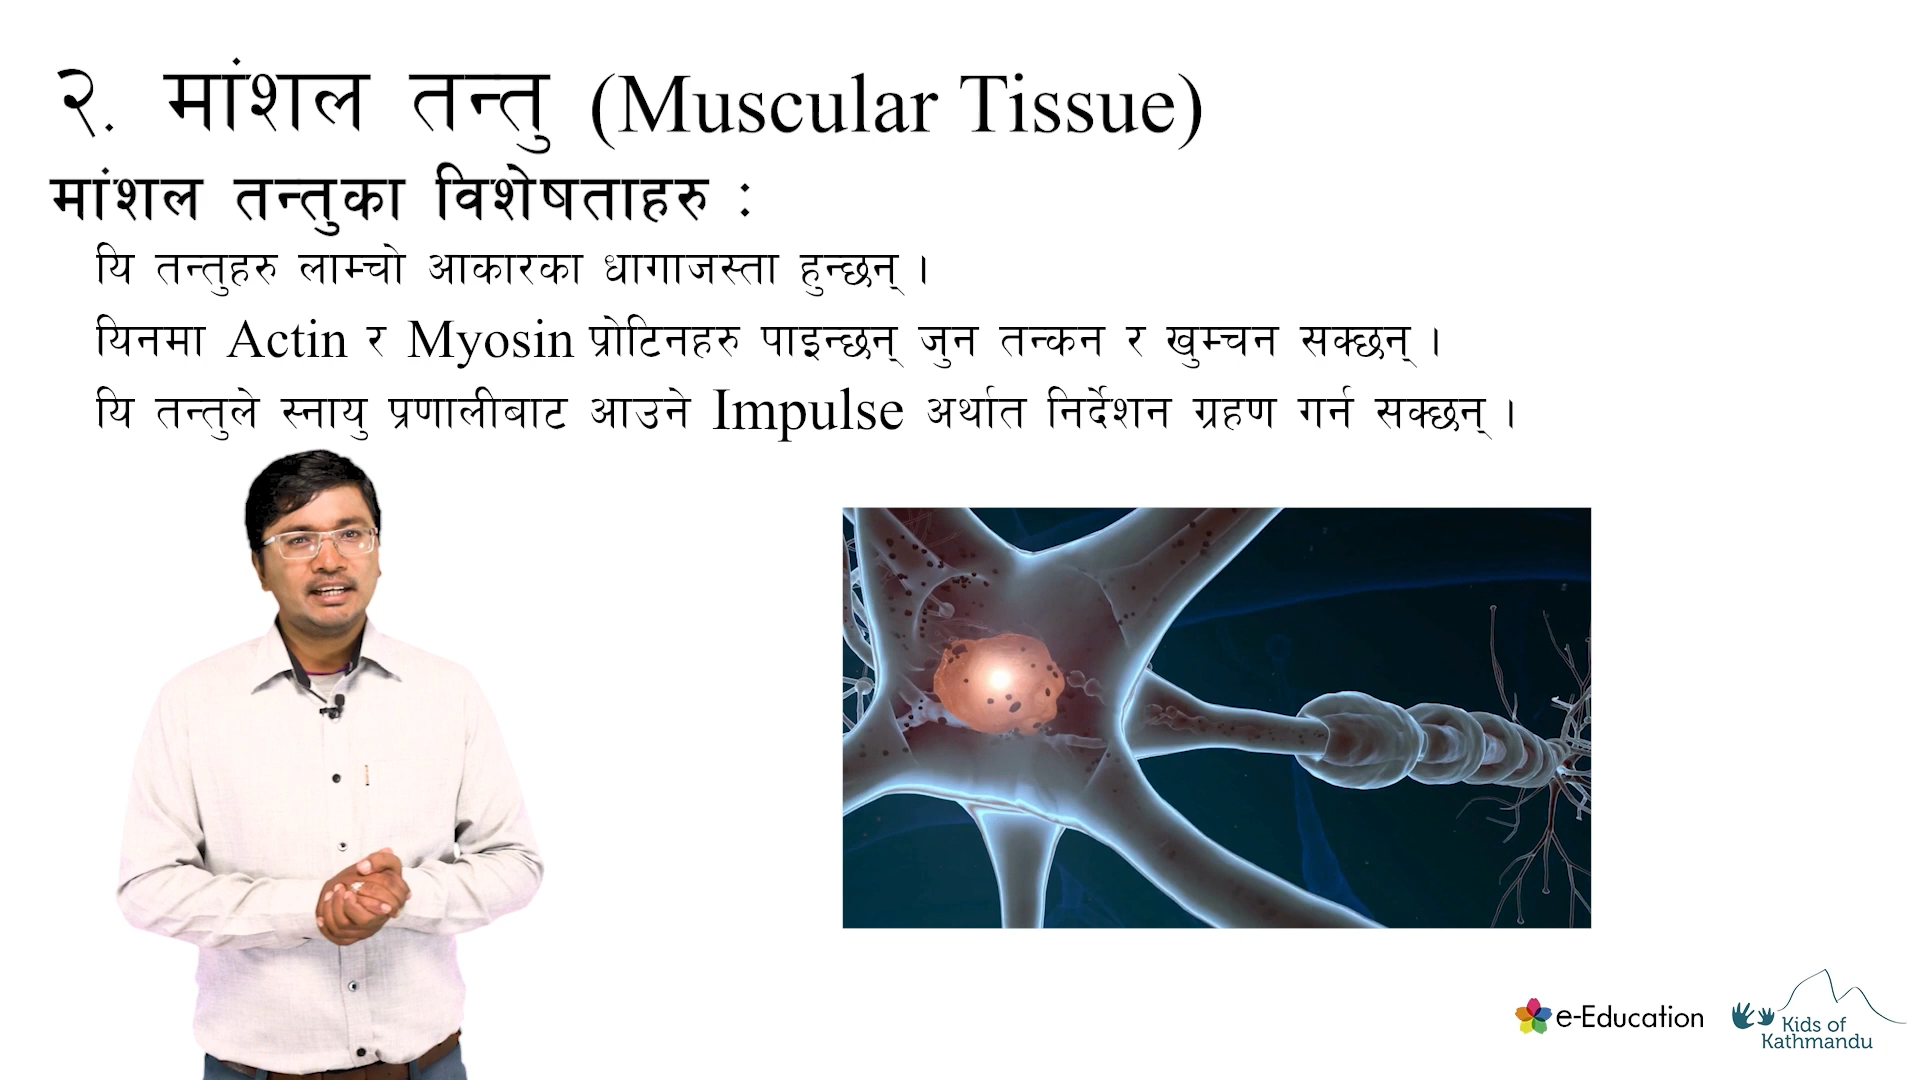 २. मांशल तन्तु (Muscular Tissue)
मांशल तन्तुका विशेषताहरु :
यि तन्तुहरु लाम्चो आकारका धागाजस्ता हुन्छन् ।
यिनमा Actin र Myosin प्रोटिनहरु पाइन्छन् जुन तन्कन र खुम्चन सक्छन् ।
यि तन्तुले स्नायु प्रणालीबाट आउने Impulse अर्थात निर्देशन ग्रहण गर्न सक्छन् ।
e-Education
Kids of
Kathmandu